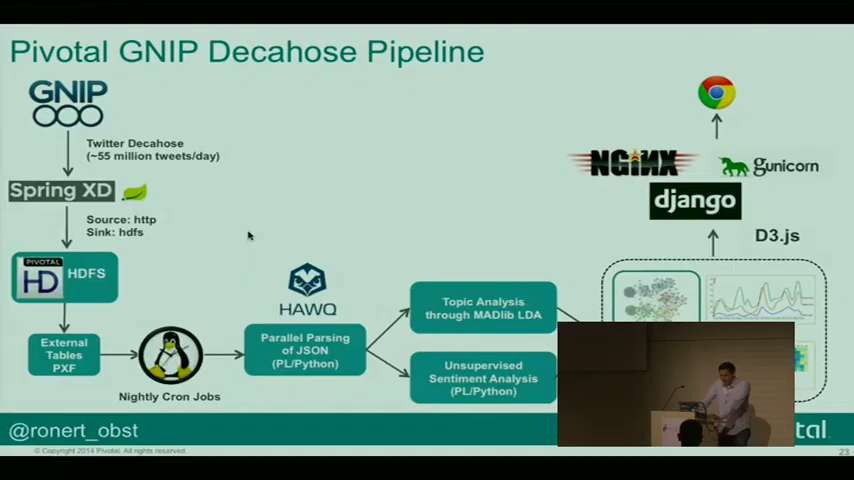 Pivotal GNIP Decahose Pipeline
GNIP
Twitter Decahose
(~55 million tweets/day)
Spring XD
Source: http
Sink: hdfs
PIVOTAL
HD
HDFS
External
Tables
PXF
Nightly Cron Jobs
HAWQ
Parallel Parsing
of JSON
(PL/Python)
Topic Analysis
through MADlib LDA
Unsupervised
Sentiment Analysis
(PL/Python)
NGINX
gunicorn
django
D3.js
@ronert_obst
tal
© Copyright 2014 Pivotal. All rights reserved.
23